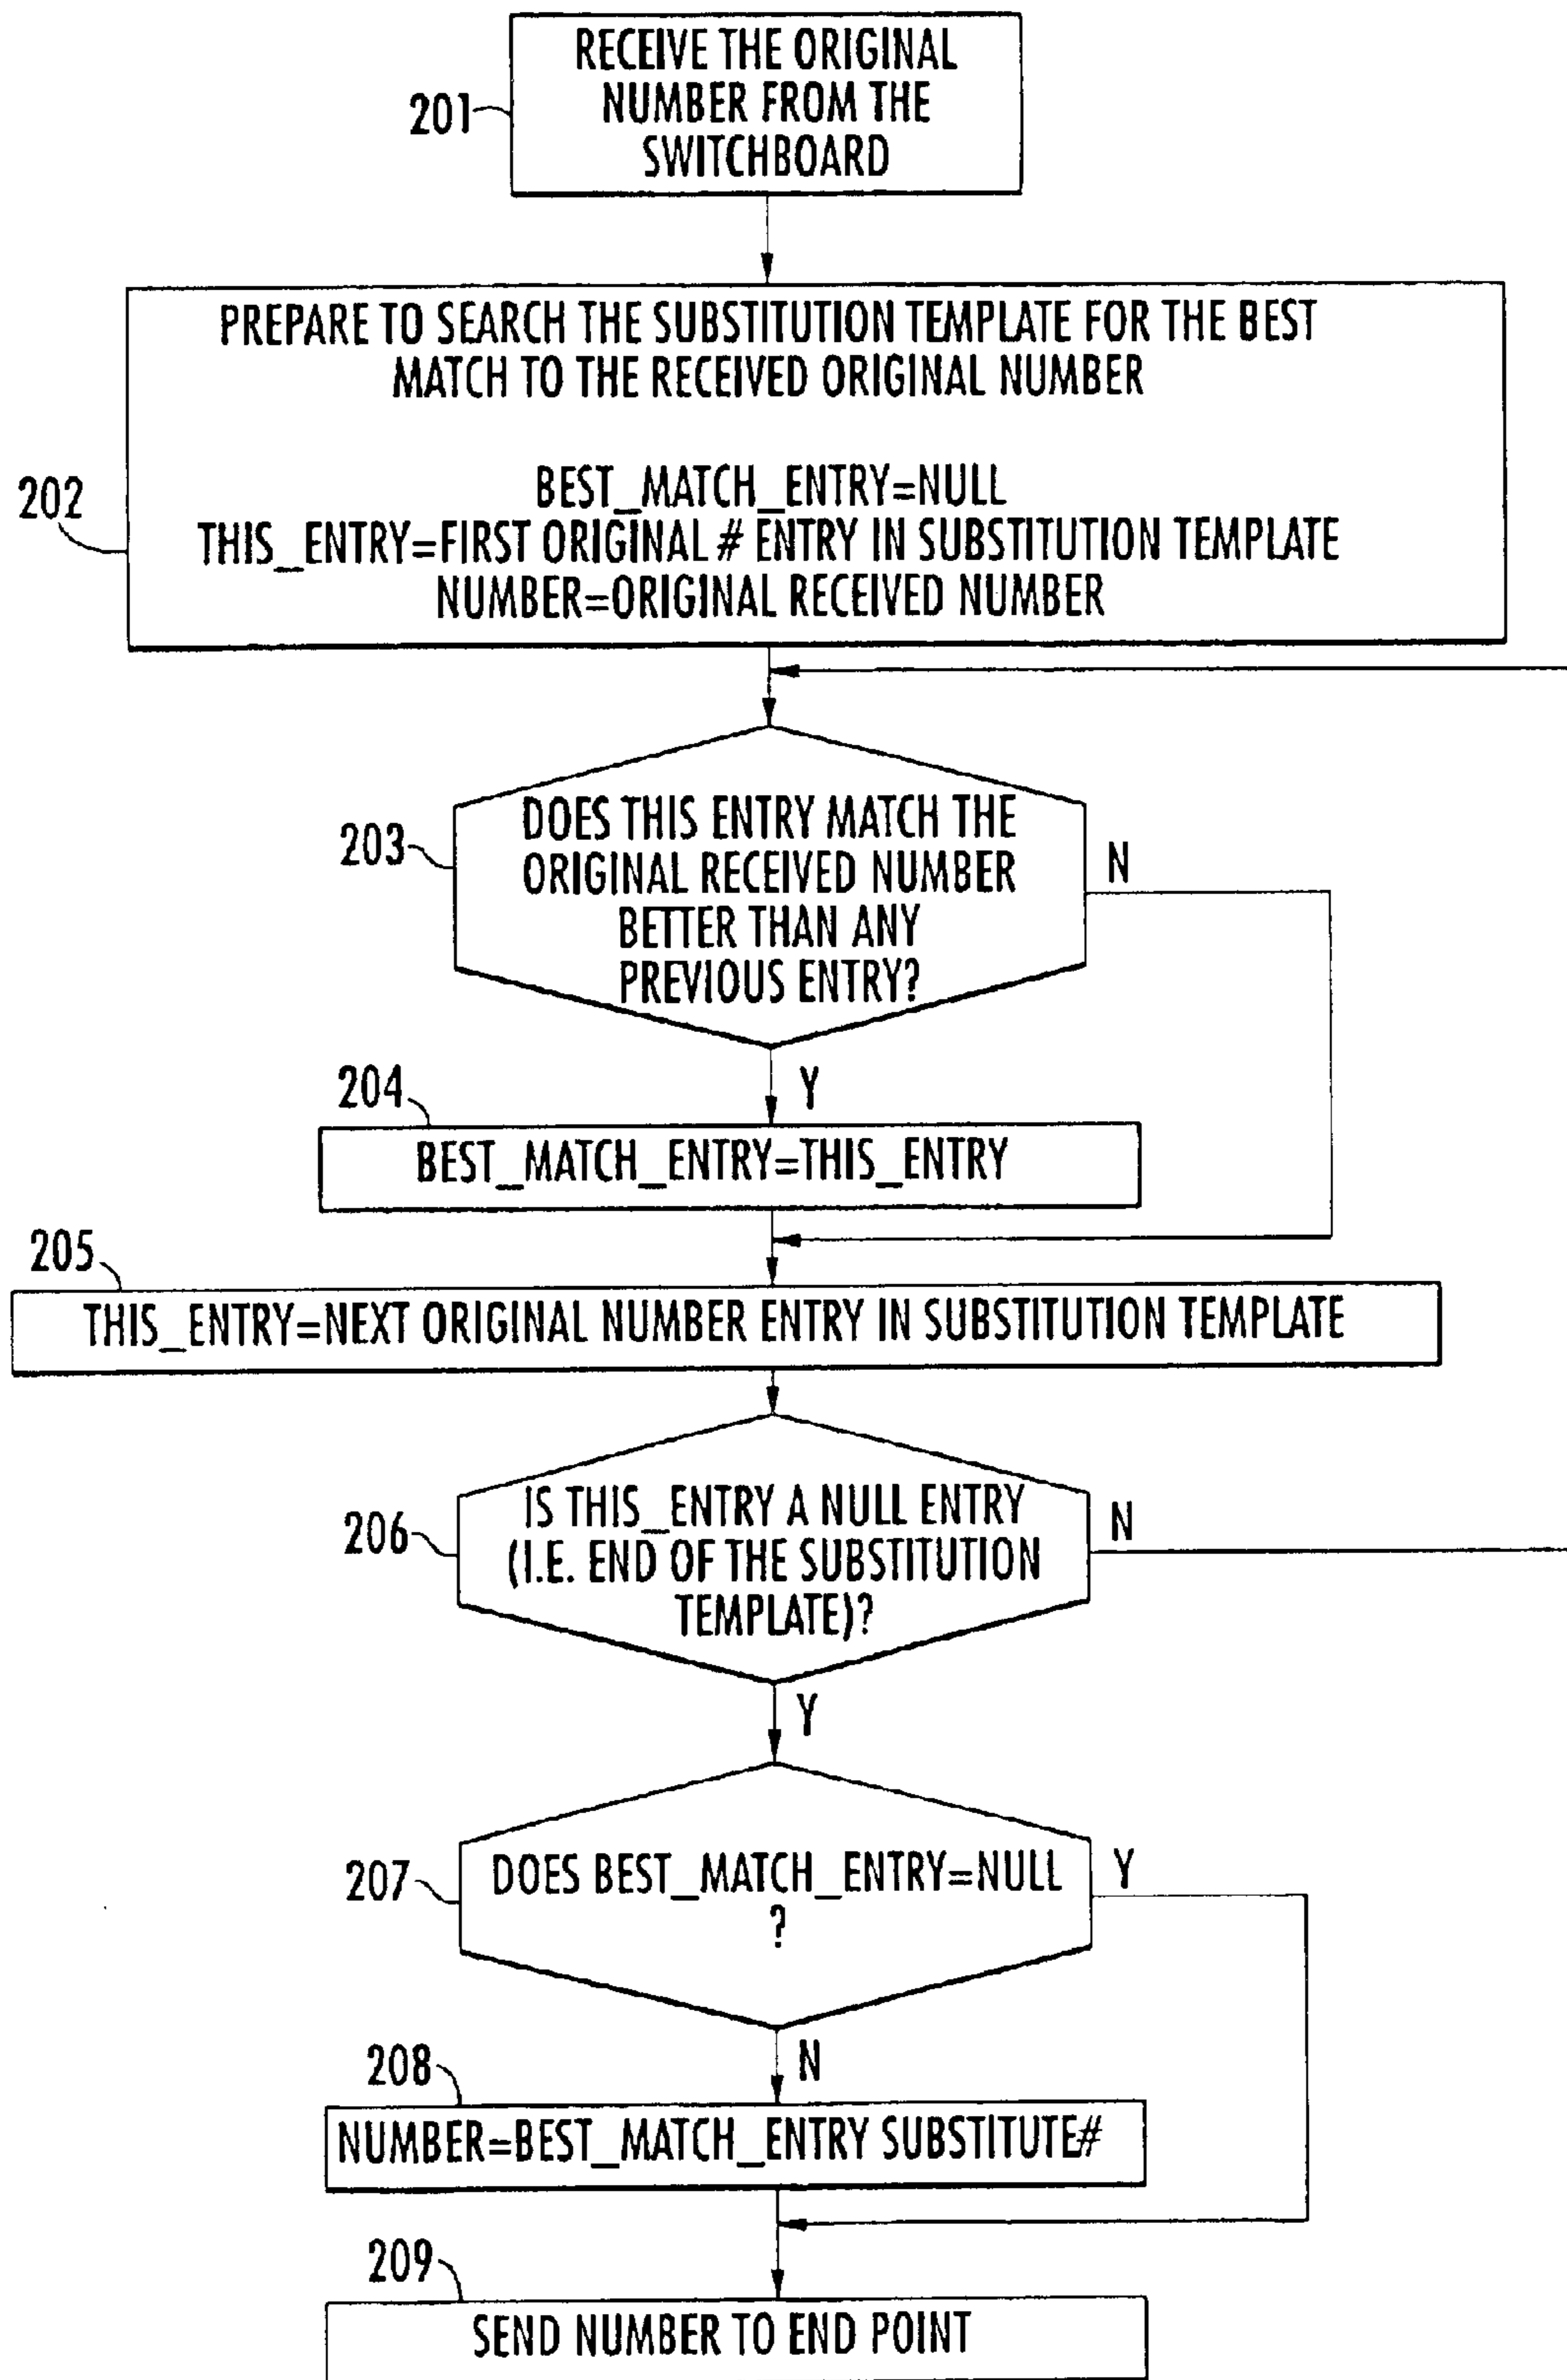 RECEIVE THE ORIGINAL
NUMBER FROM THE
SWITCHBOARD
201
PREPARE TO SEARCH THE SUBSTITUTION TEMPLATE FOR THE BEST
MATCH TO THE RECEIVED ORIGINAL NUMBER
BEST_MATCH_ENTRY=NULL
THIS_ENTRY=FIRST ORIGINAL # ENTRY IN SUBSTITUTION TEMPLATE
NUMBER=ORIGINAL RECEIVED NUMBER
202
DOES THIS ENTRY MATCH THE
ORIGINAL RECEIVED NUMBER
BETTER THAN ANY
PREVIOUS ENTRY?
203
N
Y
204
BEST_MATCH_ENTRY=THIS_ENTRY
205
THIS_ENTRY=NEXT ORIGINAL NUMBER ENTRY IN SUBSTITUTION TEMPLATE
IS THIS_ENTRY A NULL ENTRY
(I.E. END OF THE SUBSTITUTION
TEMPLATE)?
206
N
Y
DOES BEST_MATCH_ENTRY=NULL
?
207
Y
N
208
NUMBER=BEST_MATCH_ENTRY SUBSTITUTE#
209
SEND NUMBER TO END POINT